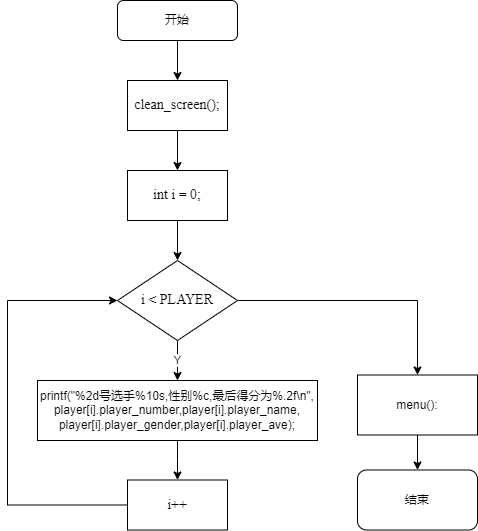 开始
clean_screen();
int i = 0;
i < PLAYER
Y
printf("%2d号选手%10s,性别%c,最后得分为%.2f\n",
player[i].player_number,player[i].player_name,
player[i].player_gender,player[i].player_ave);
menu():
i++
结束